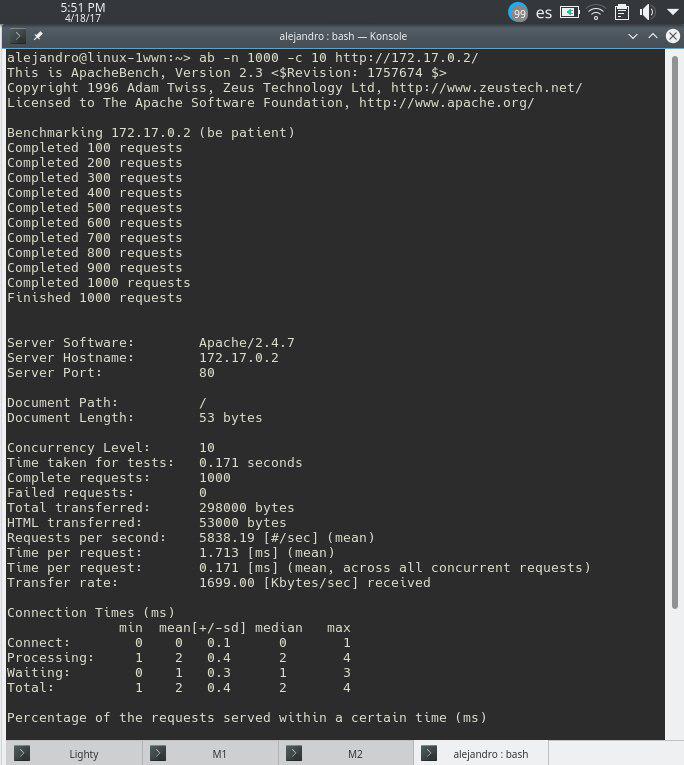 5:51 PM
4/18/17
99 es
alejandro : bash — Konsole
alejandro@linux-1wwn:~> ab -n 1000 -c 10 http://172.17.0.2/
This is ApacheBench, Version 2.3 <$Revision: 1757674 $>
Copyright 1996 Adam Twiss, Zeus Technology Ltd, http://www.zeustech.net/
Licensed to The Apache Software Foundation, http://www.apache.org/

Benchmarking 172.17.0.2 (be patient)
Completed 100 requests
Completed 200 requests
Completed 300 requests
Completed 400 requests
Completed 500 requests
Completed 600 requests
Completed 700 requests
Completed 800 requests
Completed 900 requests
Completed 1000 requests
Finished 1000 requests


Server Software:        Apache/2.4.7
Server Hostname:        172.17.0.2
Server Port:            80

Document Path:          /
Document Length:        53 bytes

Concurrency Level:      10
Time taken for tests:   0.171 seconds
Complete requests:      1000
Failed requests:        0
Total transferred:      298000 bytes
HTML transferred:       53000 bytes
Requests per second:    5838.19 [#/sec] (mean)
Time per request:       1.713 [ms] (mean)
Time per request:       0.171 [ms] (mean, across all concurrent requests)
Transfer rate:          1699.00 [Kbytes/sec] received

Connection Times (ms)
              min  mean[+/-sd] median   max
Connect:        0    0   0.1      0       1
Processing:     1    2   0.4      2       4
Waiting:        0    1   0.3      1       3
Total:          1    2   0.4      2       4

Percentage of the requests served within a certain time (ms)
Lighty M1 M2 alejandro : bash